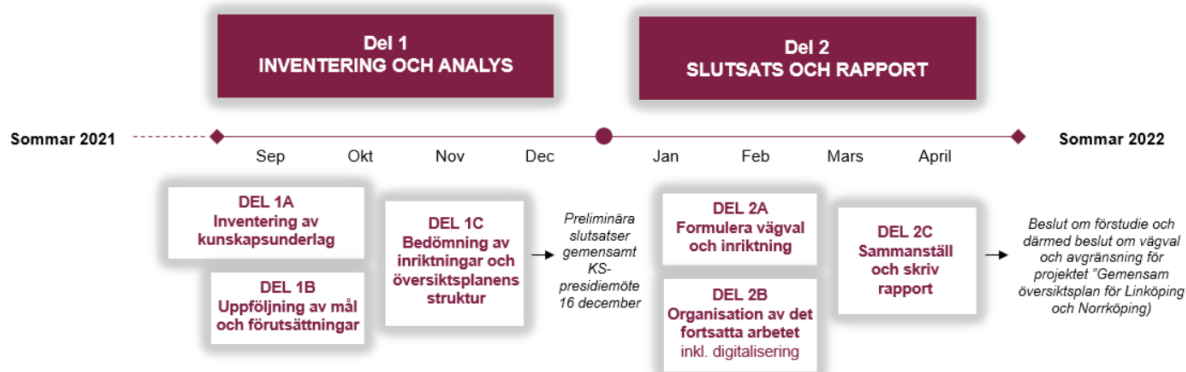 Del 1
INVENTERING OCH ANALYS
Del 2
SLUTSATS OCH RAPPORT
Sommar 2021
Sommar 2022
Sep
Okt
Nov
Dec
Jan
Feb
Mars
April
DEL 1A
Inventering av
kunskapsunderlag
DEL 1B
Uppföljning av mål
och förutsättningar
DEL 1C
Bedömning av
inriktningar och
översiktsplanens
struktur
Preliminära
slutsatser
gemensamt
KS-
presidiemöte
16 december
DEL 2A
Formulera vägval
och inriktning
DEL 2B
Organisation av det
fortsatta arbetet
inkl. digitalisering
DEL 2C
Sammanställ
och skriv
rapport
Beslut om förstudie och
därmed beslut om vägval
och avgränsning för
projektet "Gemensam
översiktsplan för Linköping
och Norrköping)